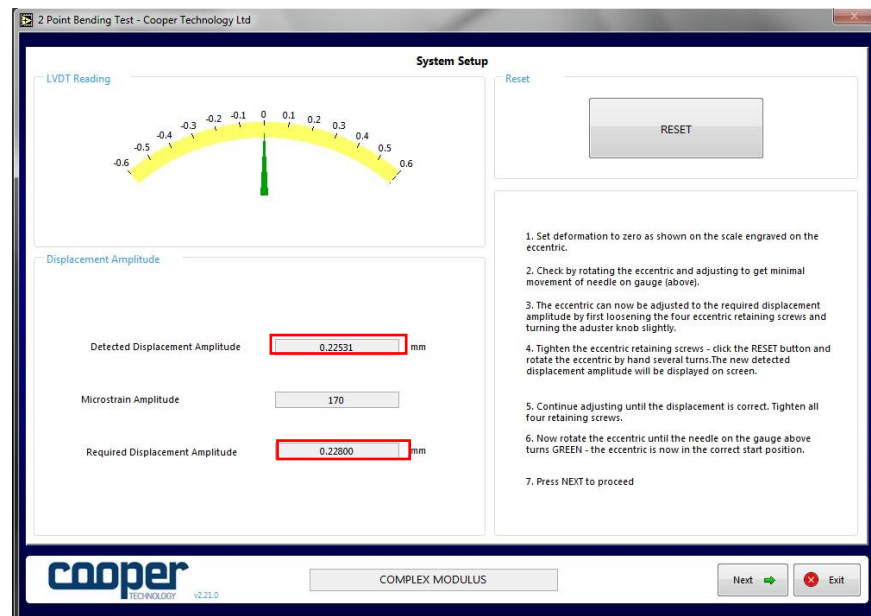 2 Point Bending Test - Cooper Technology Ltd
System Setup
LVDT Reading
-0.6
-0.5
-0.4
-0.3
-0.2
-0.1
0
0.1
0.2
0.3
0.4
0.5
0.6
Displacement Amplitude
Detected Displacement Amplitude 0.22531 mm
Microstrain Amplitude 170
Required Displacement Amplitude 0.22800 mm
Reset
RESET
1. Set deformation to zero as shown on the scale engraved on the
eccentric.
2. Check by rotating the eccentric and adjusting to get minimal
movement of needle on gauge (above).
3. The eccentric can now be adjusted to the required displacement
amplitude by first loosening the four eccentric retaining screws and
turning the aduster knob slightly.
4. Tighten the eccentric retaining screws - click the RESET button and
rotate the eccentric by hand several turns.The new detected
displacement amplitude will be displayed on screen.
5. Continue adjusting until the displacement is correct. Tighten all
four retaining screws.
6. Now rotate the eccentric until the needle on the gauge above
turns GREEN - the eccentric is now in the correct start position.
7. Press NEXT to proceed
cooper
TECHNOLOGY
v2.21.0
COMPLEX MODULUS
Next
Exit